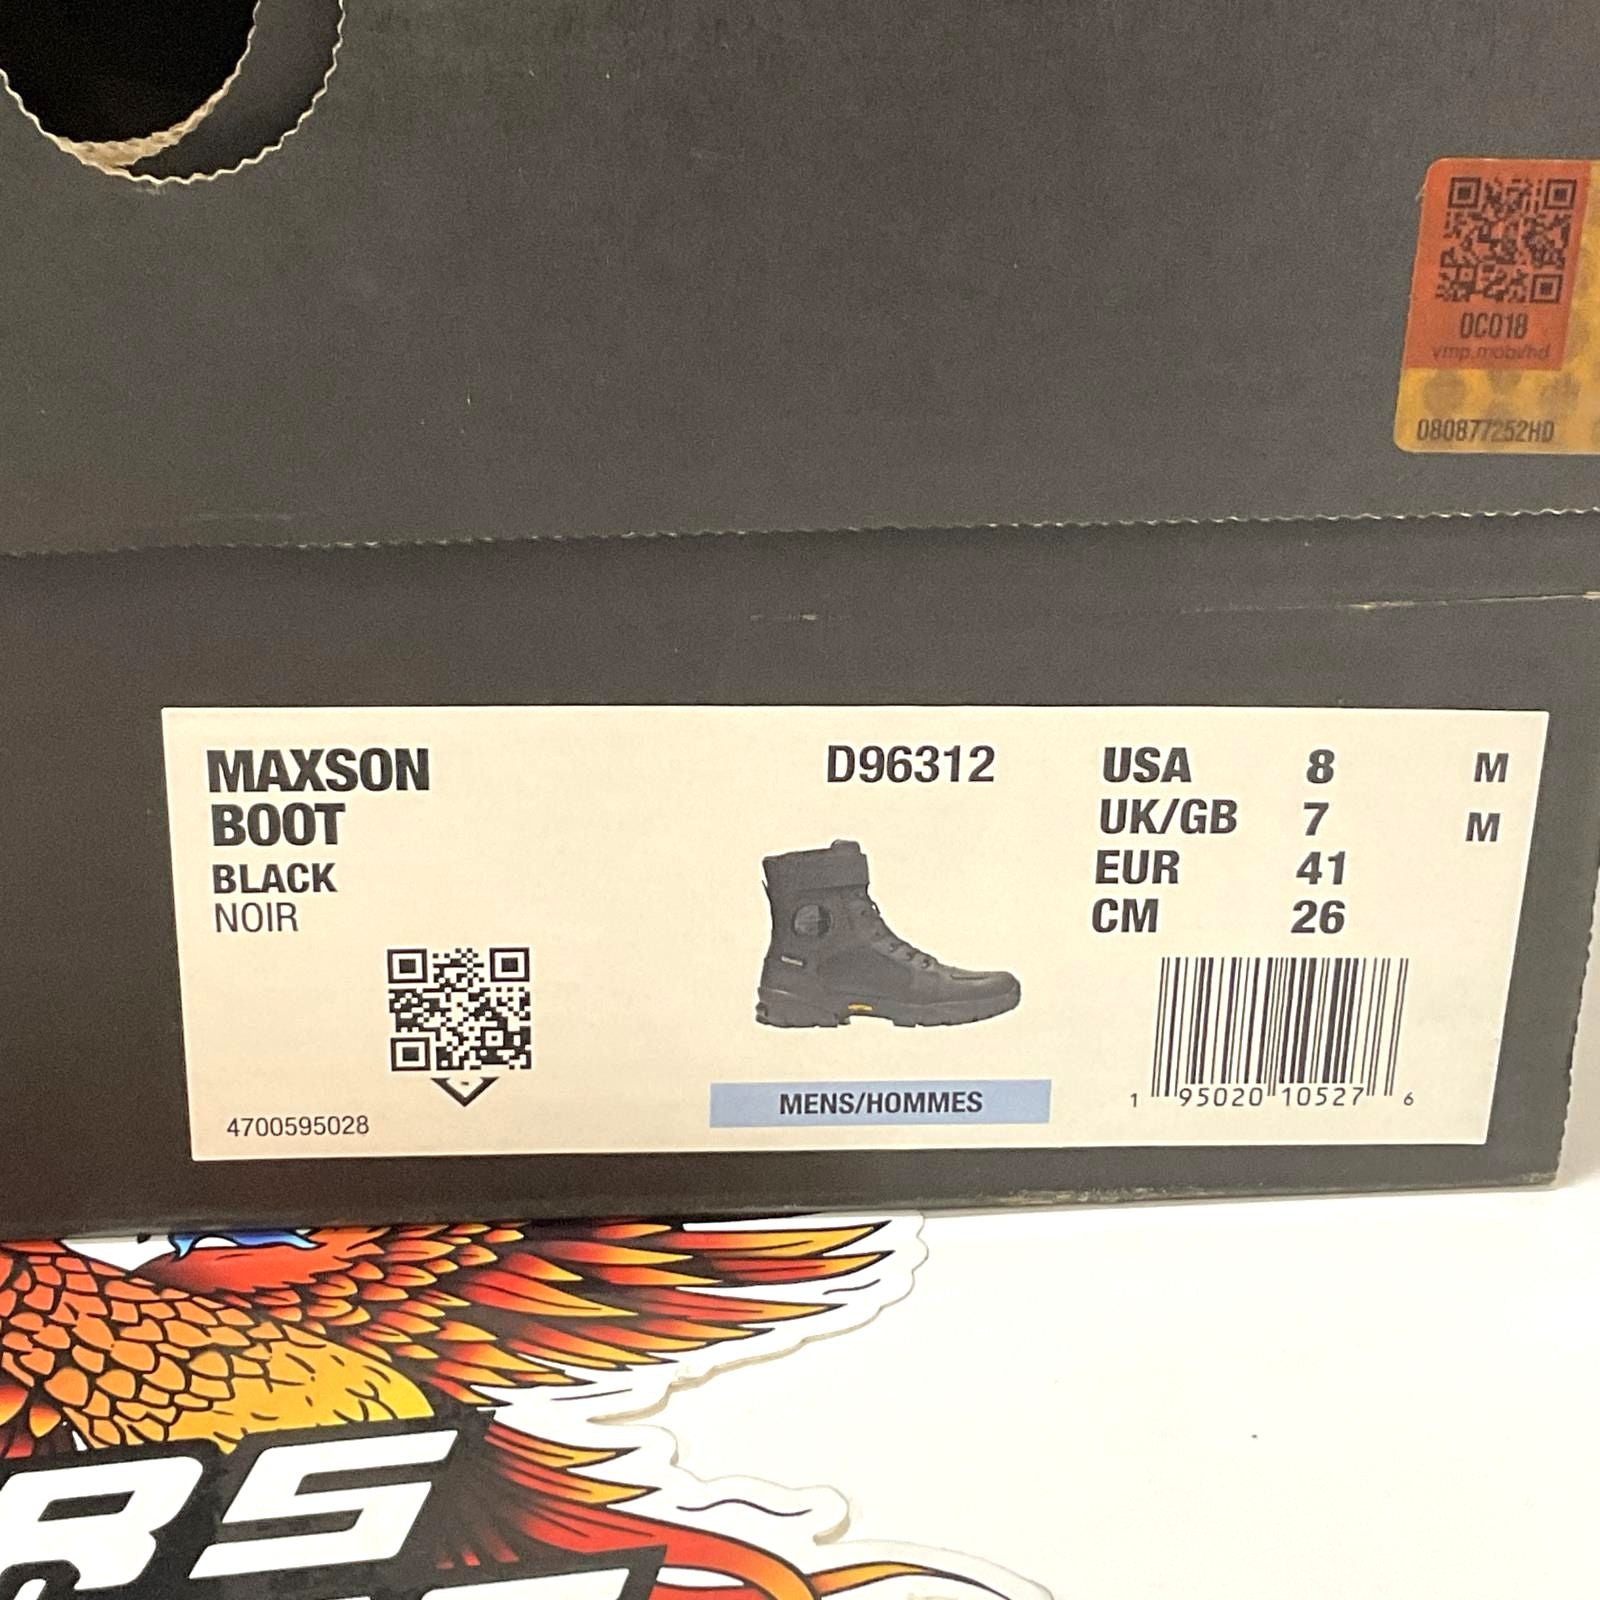 0C018
vmp.mobi/hd
080877252HD
MAXSON
BOOT
BLACK
NOIR
4700595028
D96312
MENS/HOMMES
USA 8 M
UK/GB 7 M
EUR 41
CM 26
1 95020 10527 6
RS